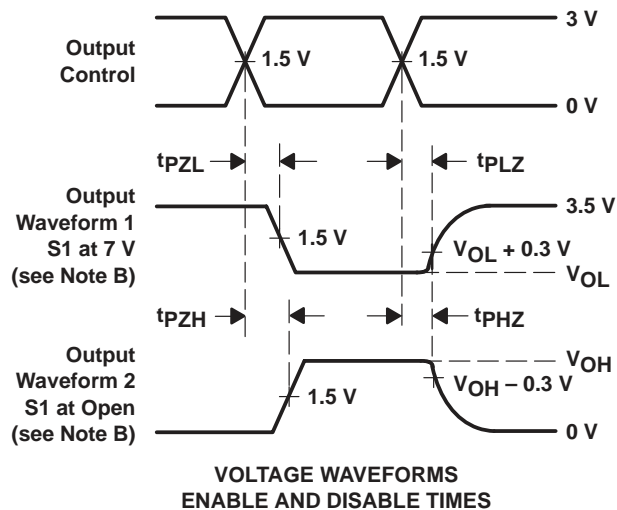 3 V
Output
Control
1.5 V
1.5 V
0 V
tPZL
tPLZ
Output
Waveform 1
S1 at 7 V
(see Note B)
3.5 V
1.5 V
VOL + 0.3 V
VOL
tPZH
tPHZ
Output
Waveform 2
S1 at Open
(see Note B)
VOH
1.5 V
VOH – 0.3 V
0 V
VOLTAGE WAVEFORMS
ENABLE AND DISABLE TIMES